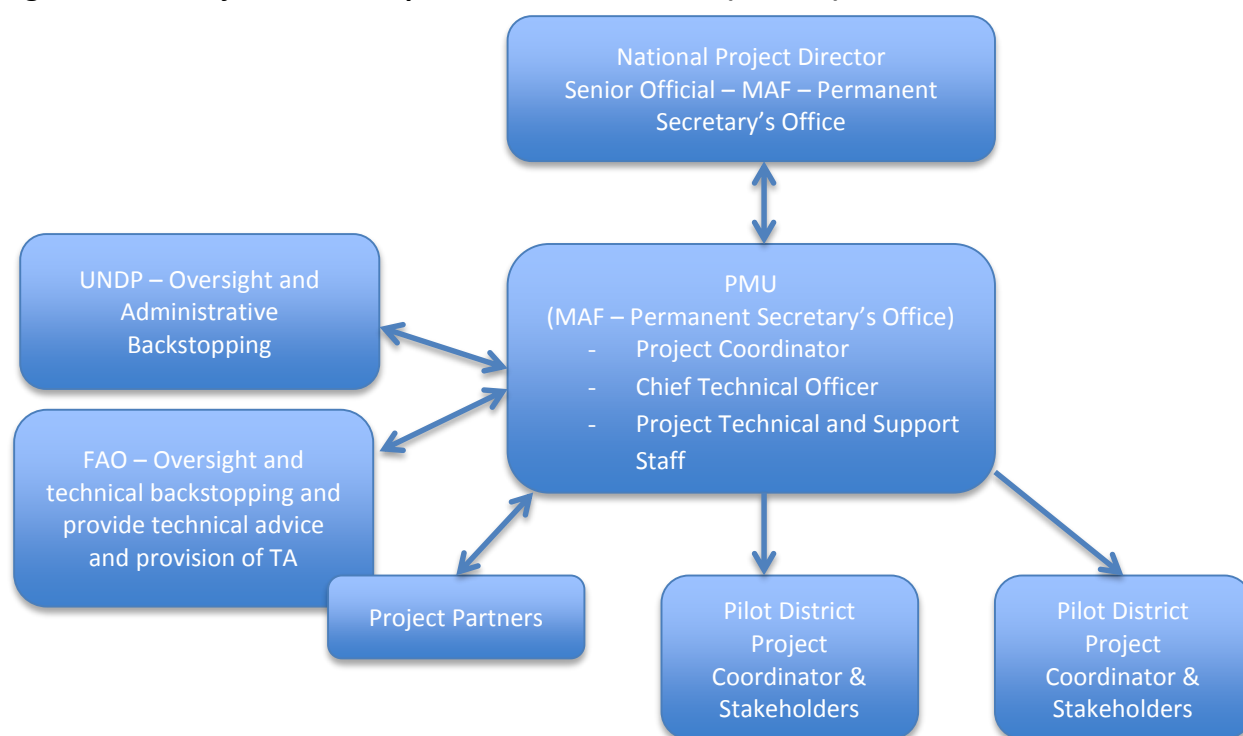 National Project Director
Senior Official – MAF – Permanent
Secretary's Office
UNDP – Oversight and
Administrative
Backstopping
PMU
(MAF – Permanent Secretary's Office)
- Project Coordinator
- Chief Technical Officer
- Project Technical and Support
Staff
FAO – Oversight and
technical backstopping and
provide technical advice
and provision of TA
Project Partners
Pilot District
Project
Coordinator &
Stakeholders
Pilot District
Project
Coordinator &
Stakeholders